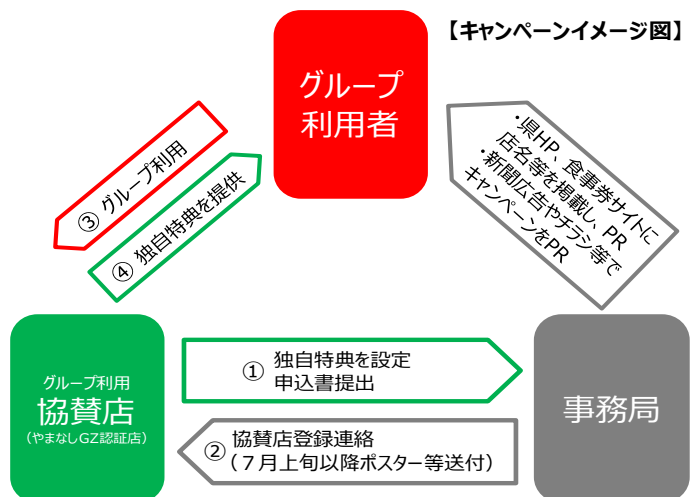 【キャンペーンイメージ図】
グループ
利用者
・県HP、食事券サイトに
店名等を掲載し、PR
・新聞広告やチラシ等で
キャンペーンをPR
③ グループ利用
④ 独自特典を提供
グループ利用
協賛店
（やまなしGZ認証店）
① 独自特典を設定
申込書提出
② 協賛店登録連絡
（７月上旬以降ポスター等送付）
事務局